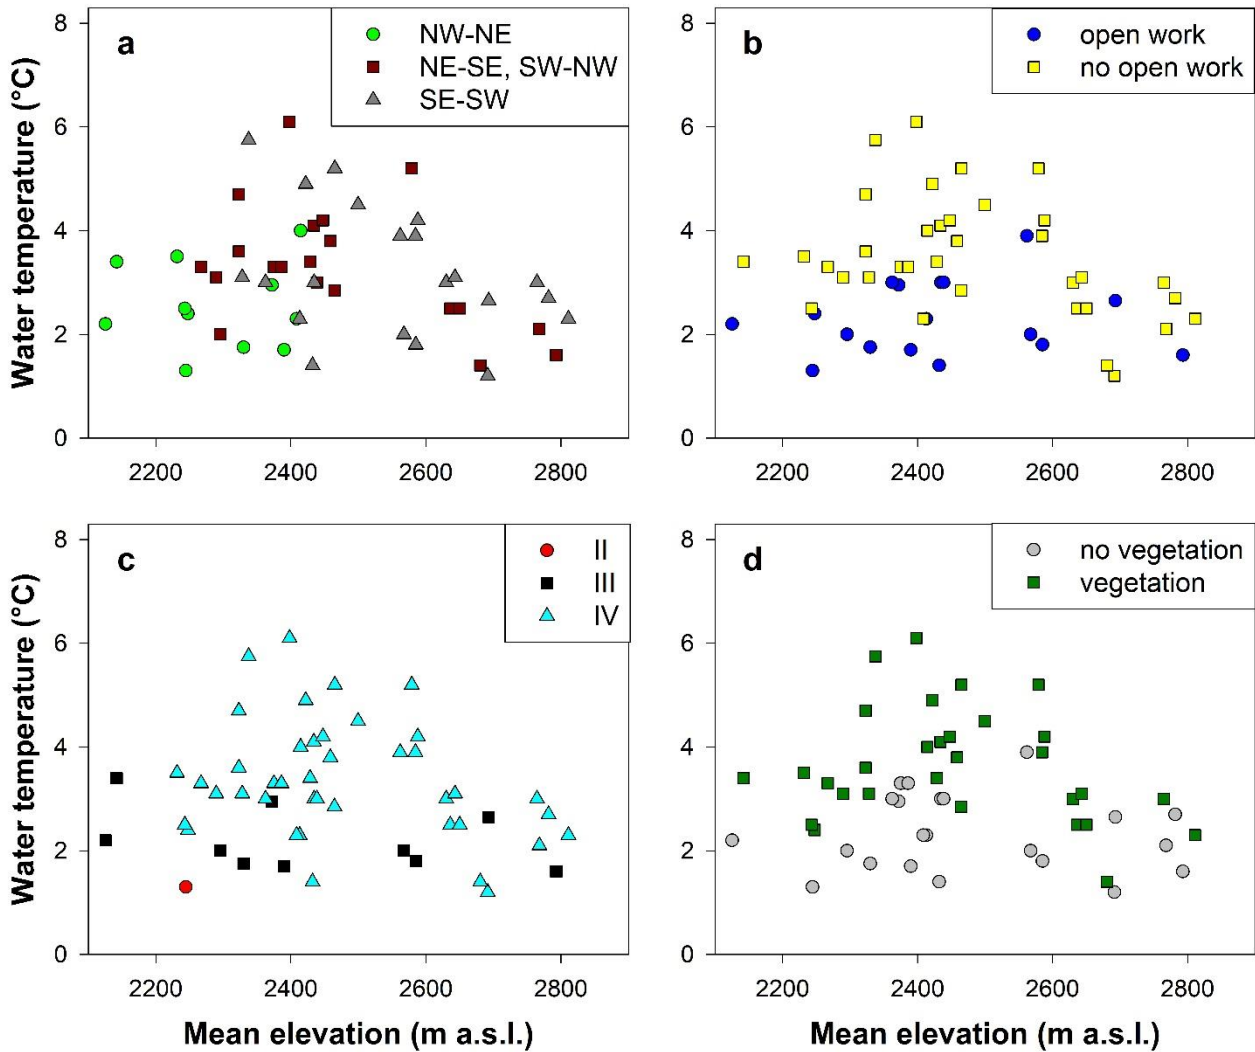 a
NW-NE
NE-SE, SW-NW
SE-SW
Water temperature (°C)
8
6
4
2
0
2200 2400 2600 2800
b
open work
no open work
8
6
4
2
0
2200 2400 2600 2800
c
II
III
IV
Water temperature (°C)
8
6
4
2
0
2200 2400 2600 2800
Mean elevation (m a.s.l.)
d
no vegetation
vegetation
8
6
4
2
0
2200 2400 2600 2800
Mean elevation (m a.s.l.)